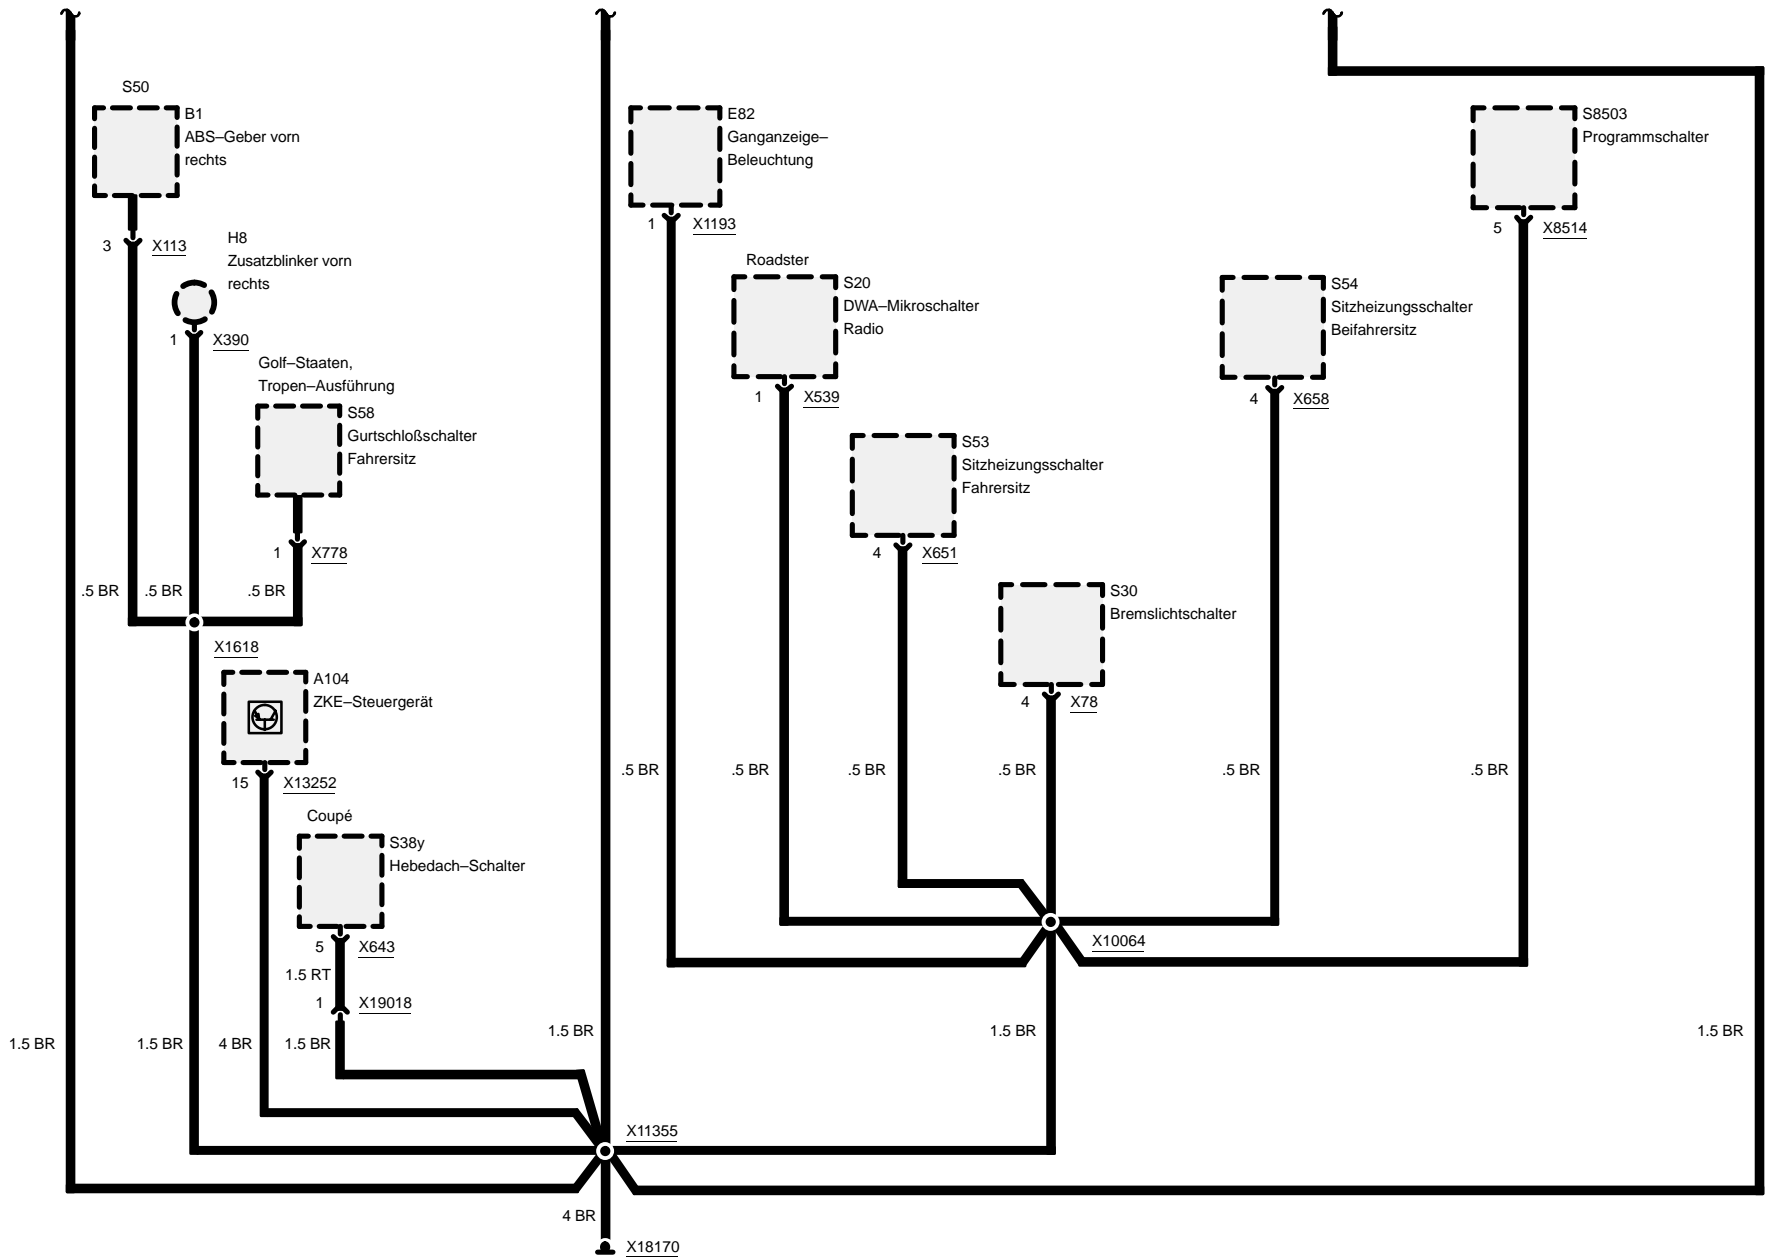 S50
B1
ABS–Geber vorn
rechts
3
X113
H8
Zusatzblinker vorn
rechts
1
X390
Golf–Staaten,
Tropen–Ausführung
S58
Gurtschloßschalter
Fahrersitz
1
X778
.5 BR
.5 BR
.5 BR
X1618
A104
ZKE–Steuergerät
15
X13252
Coupé
S38y
Hebedach–Schalter
5
X643
1.5 RT
1
X19018
1.5 BR
1.5 BR
4 BR
1.5 BR
1.5 BR
E82
Ganganzeige–
Beleuchtung
1
X1193
Roadster
S20
DWA–Mikroschalter
Radio
1
X539
S53
Sitzheizungsschalter
Fahrersitz
4
X651
S30
Bremslichtschalter
4
X78
S54
Sitzheizungsschalter
Beifahrersitz
4
X658
S8503
Programmschalter
5
X8514
.5 BR
.5 BR
.5 BR
.5 BR
.5 BR
.5 BR
X10064
1.5 BR
1.5 BR
X11355
4 BR
X18170